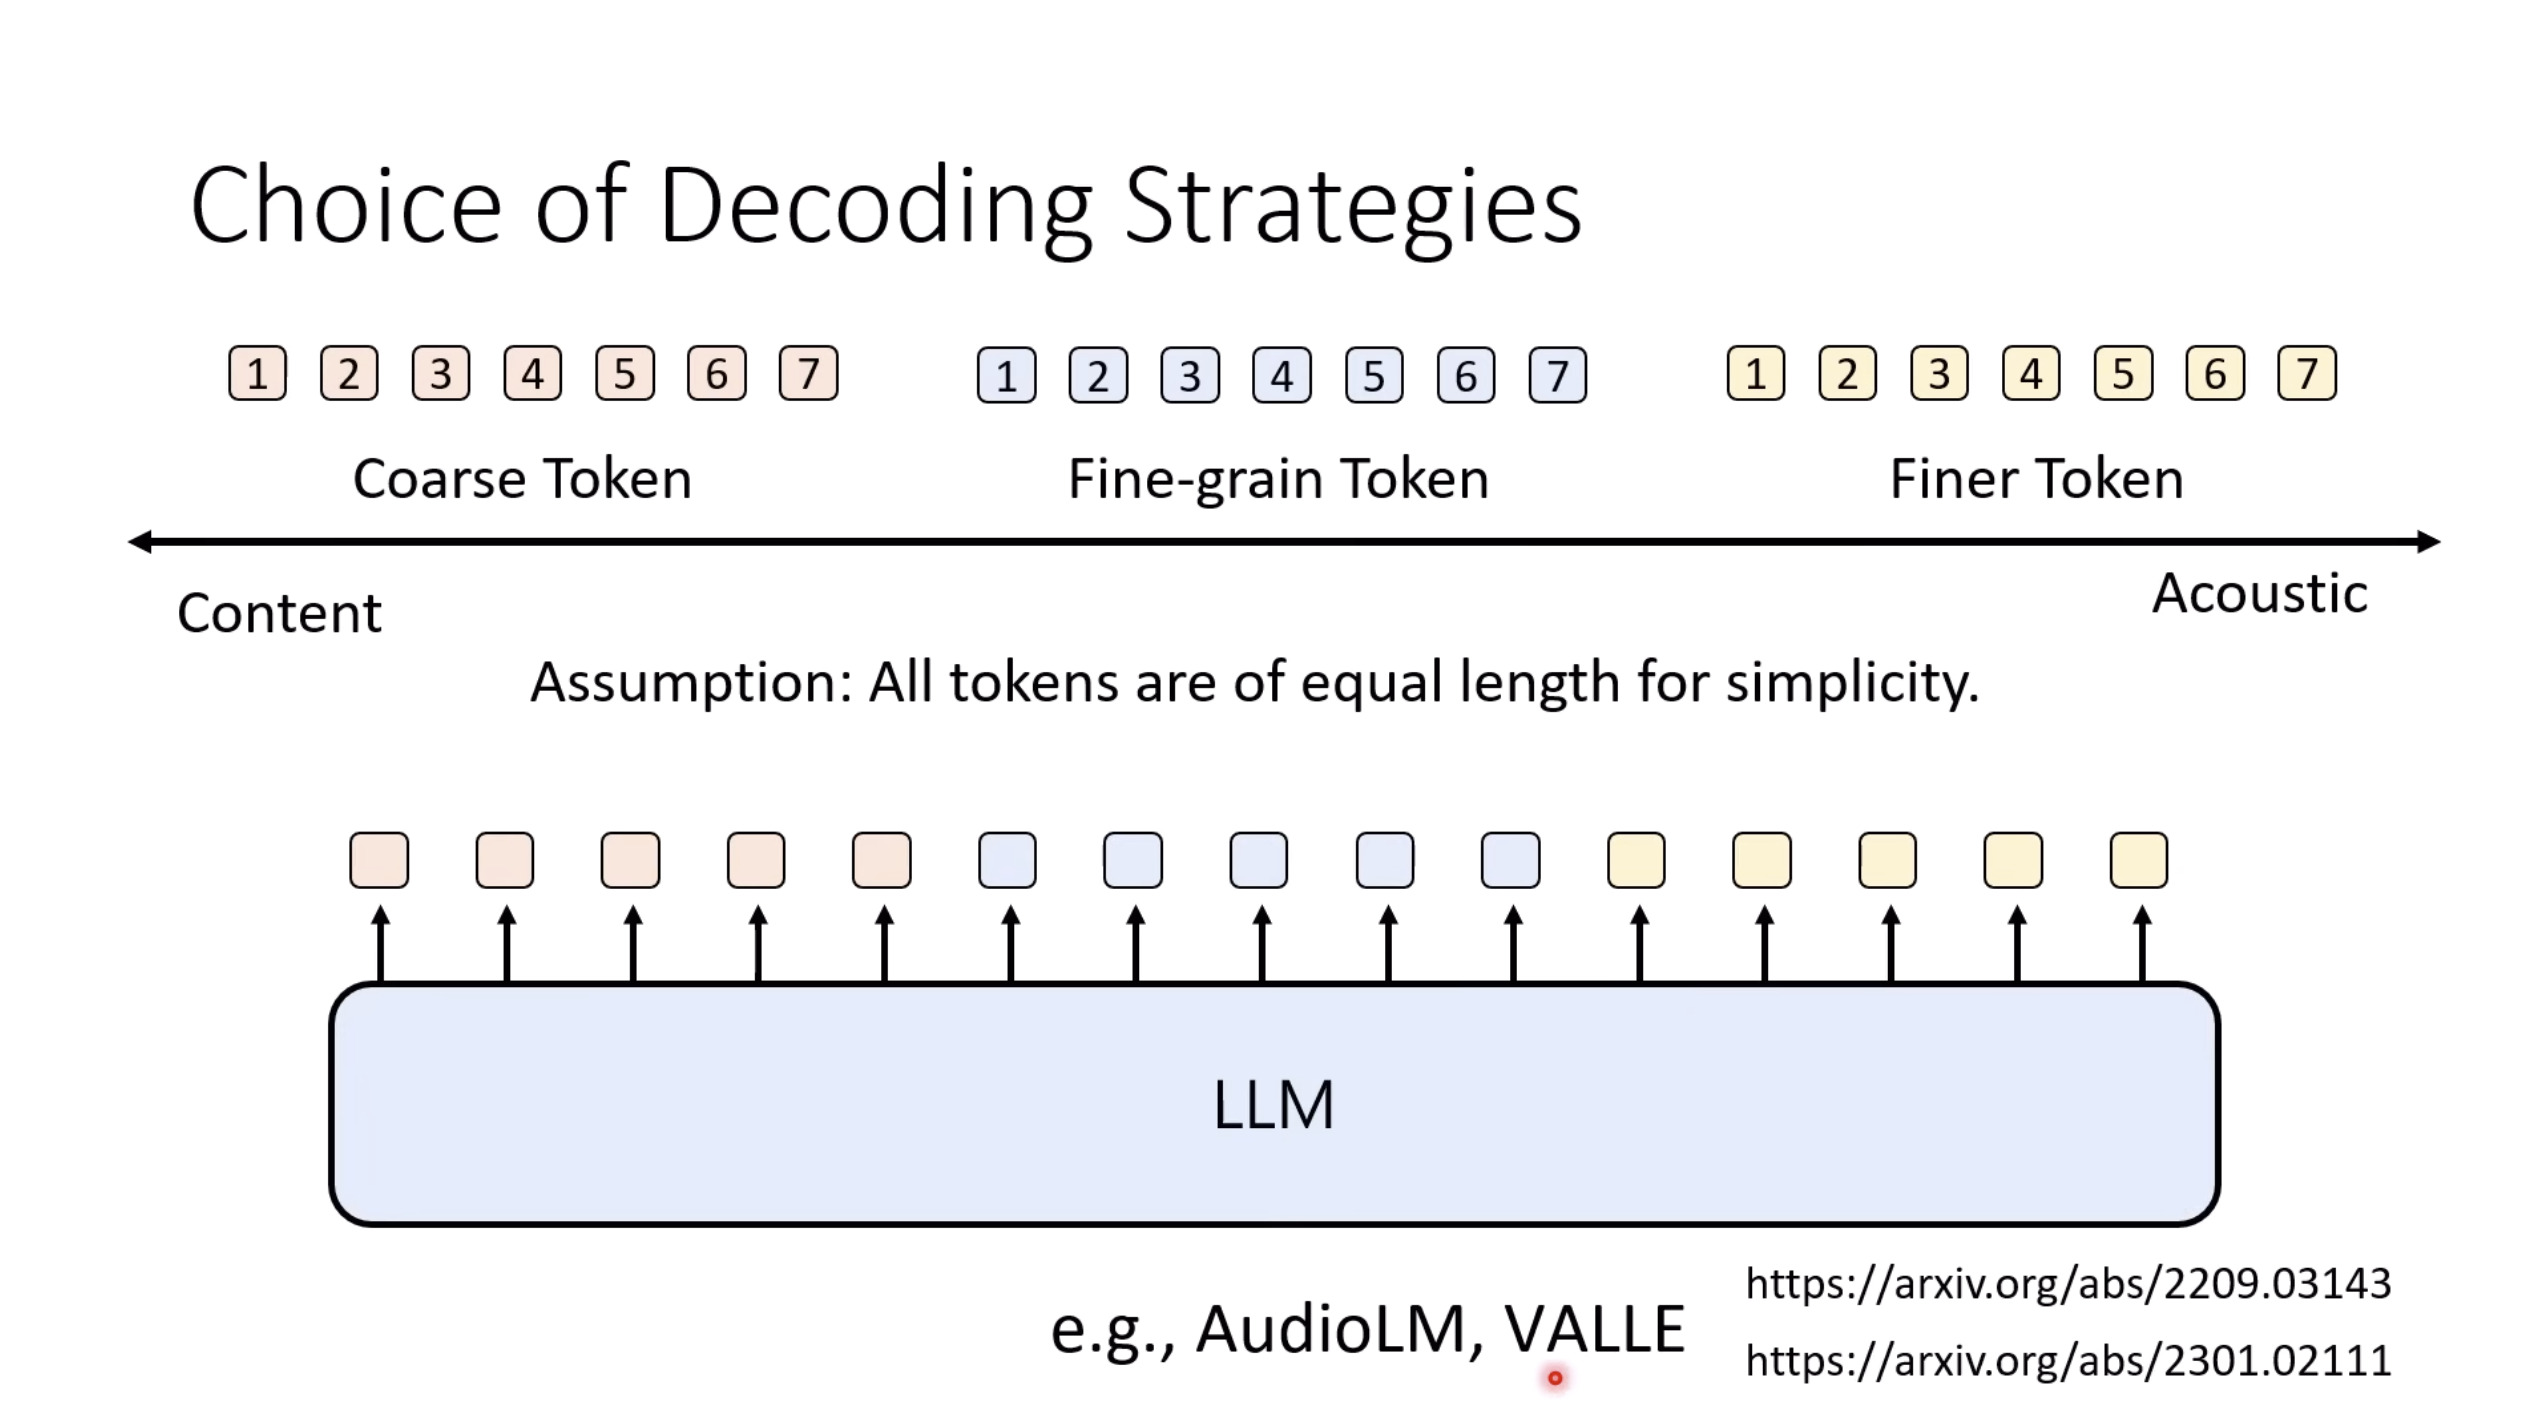 Choice of Decoding Strategies
1 2 3 4 5 6 7 1 2 3 4 5 6 7 1 2 3 4 5 6 7
Coarse Token Fine-grain Token Finer Token
Content Acoustic
Assumption: All tokens are of equal length for simplicity.
LLM
e.g., AudioLM, VALLE
https://arxiv.org/abs/2209.03143
https://arxiv.org/abs/2301.02111